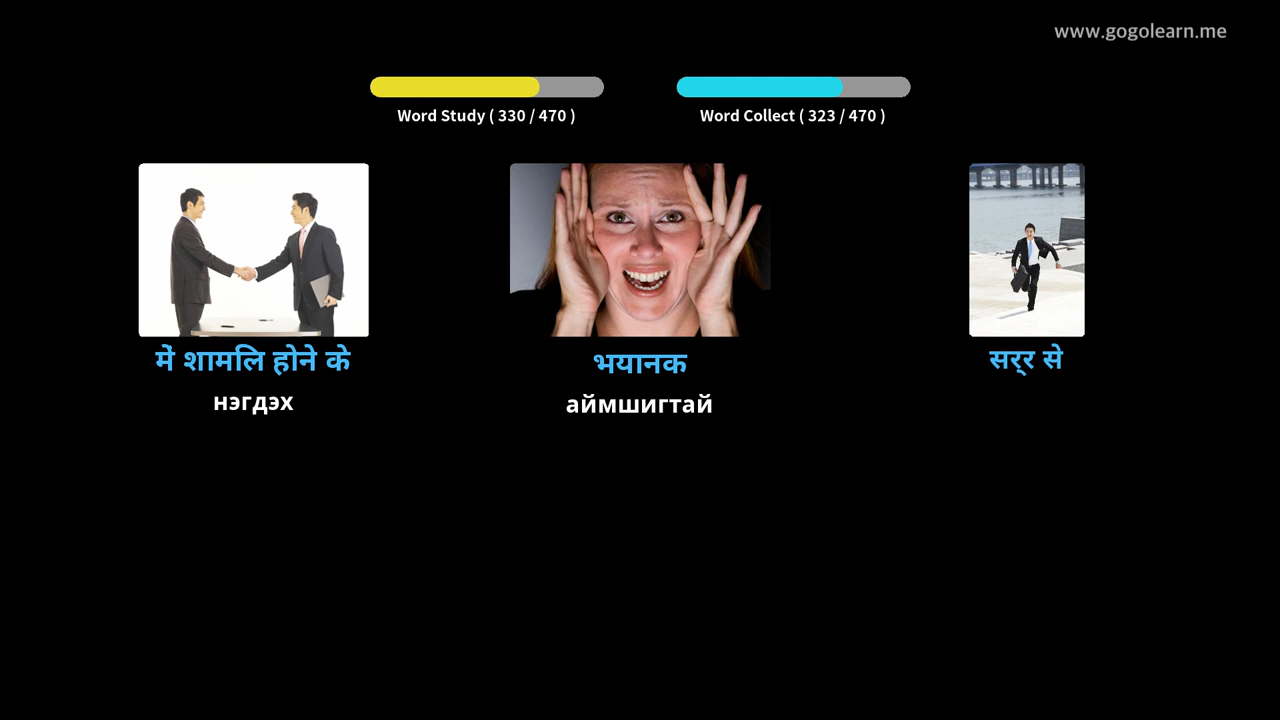 www.gogolearn.me
Word Study ( 330 / 470 )
Word Collect ( 323 / 470 )
में शामलि होने के
нэгдэх
भयानक
аймшигтай
सर्र से